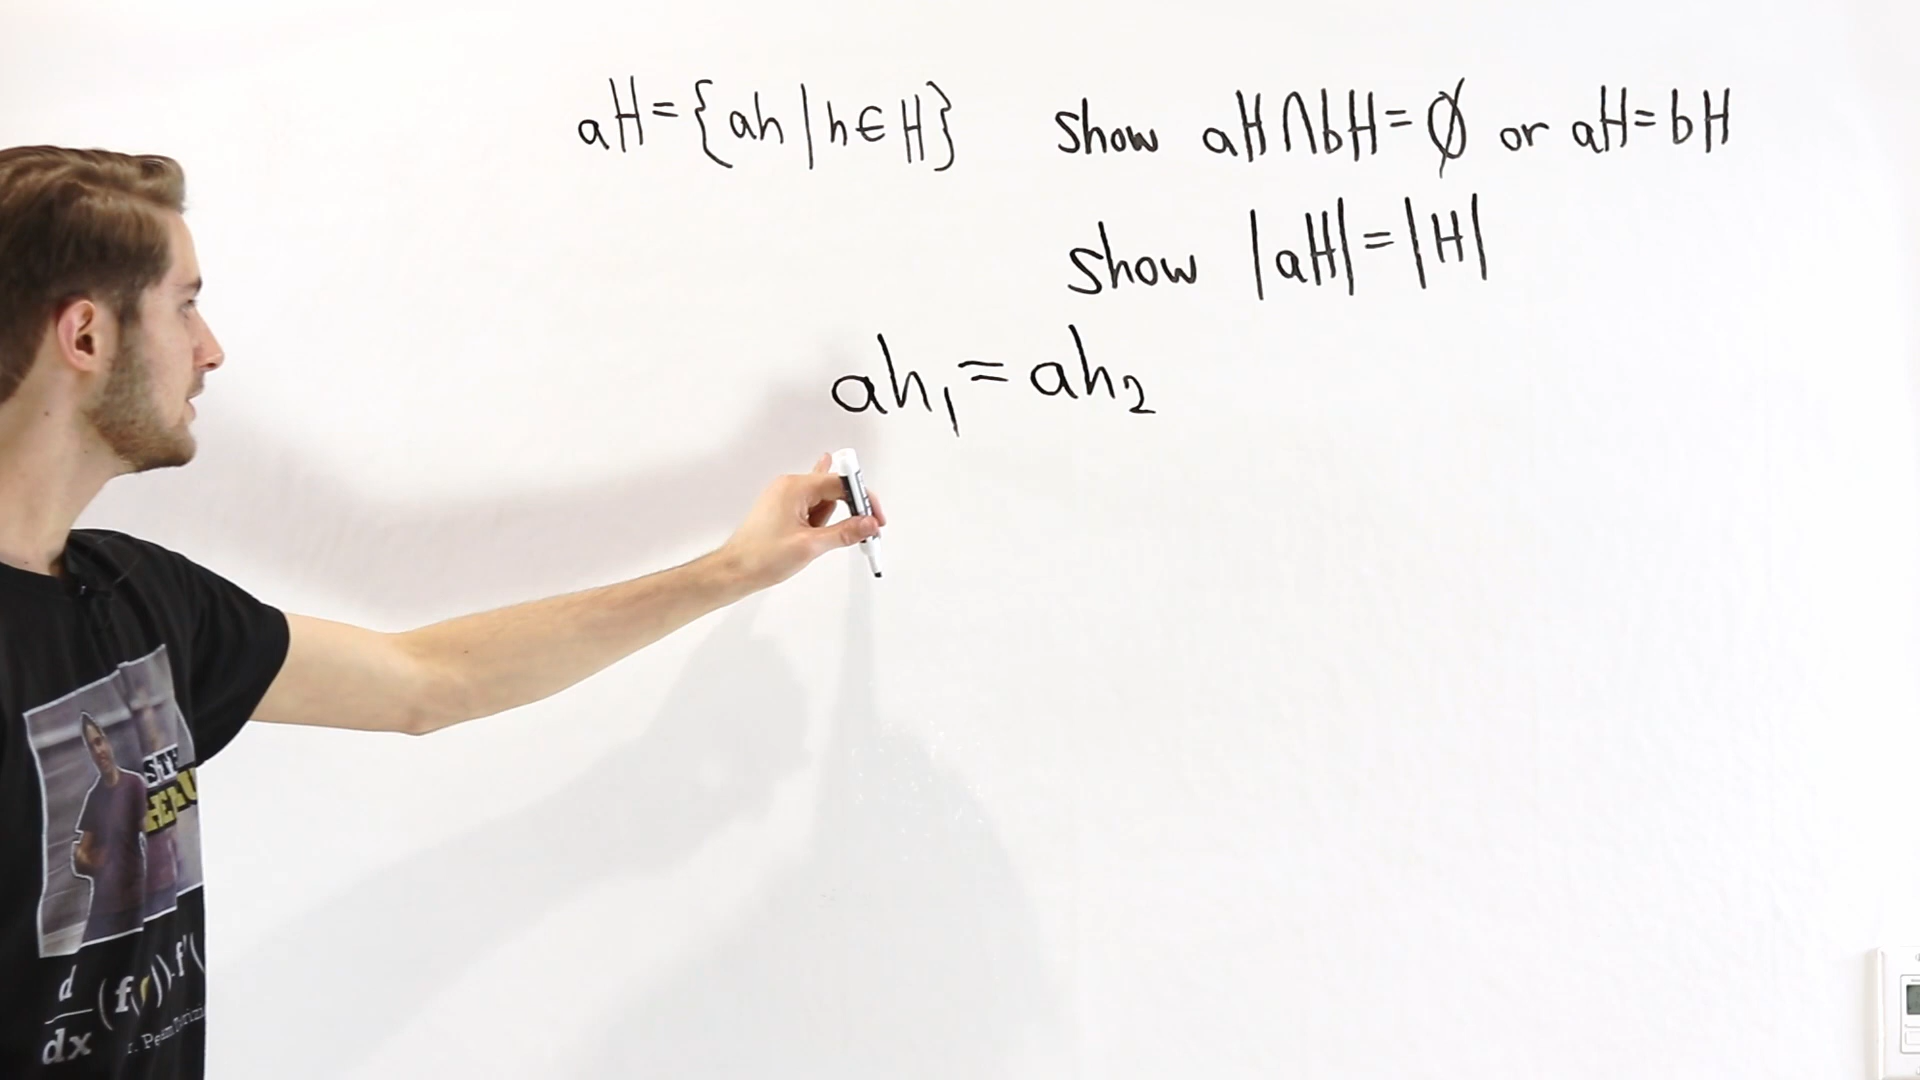 aH={ah|h∈H} Show aH∩bH=∅ or aH=bH
Show |aH|=|H|
ah₁=ah₂
d/dx (f(